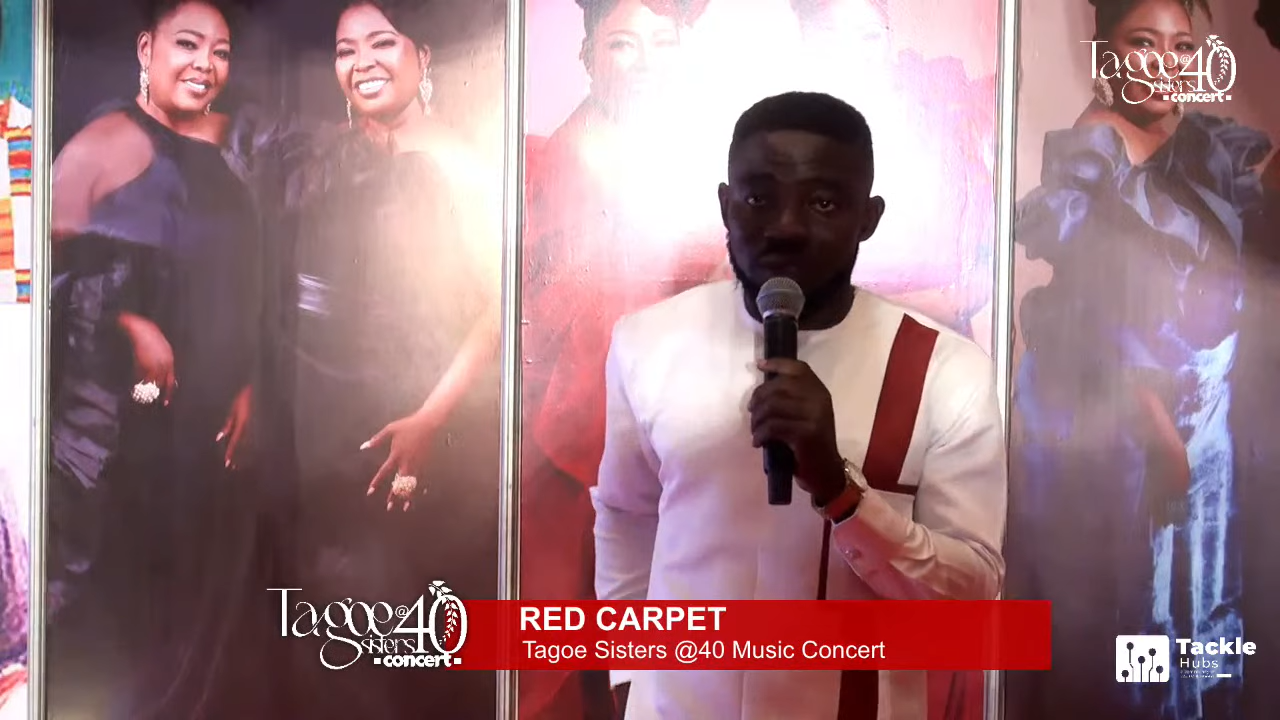 Tagoe@40
sisters
concert
RED CARPET
Tagoe Sisters @40 Music Concert
Tagoe@40
sisters
concert
Tackle
Hubs